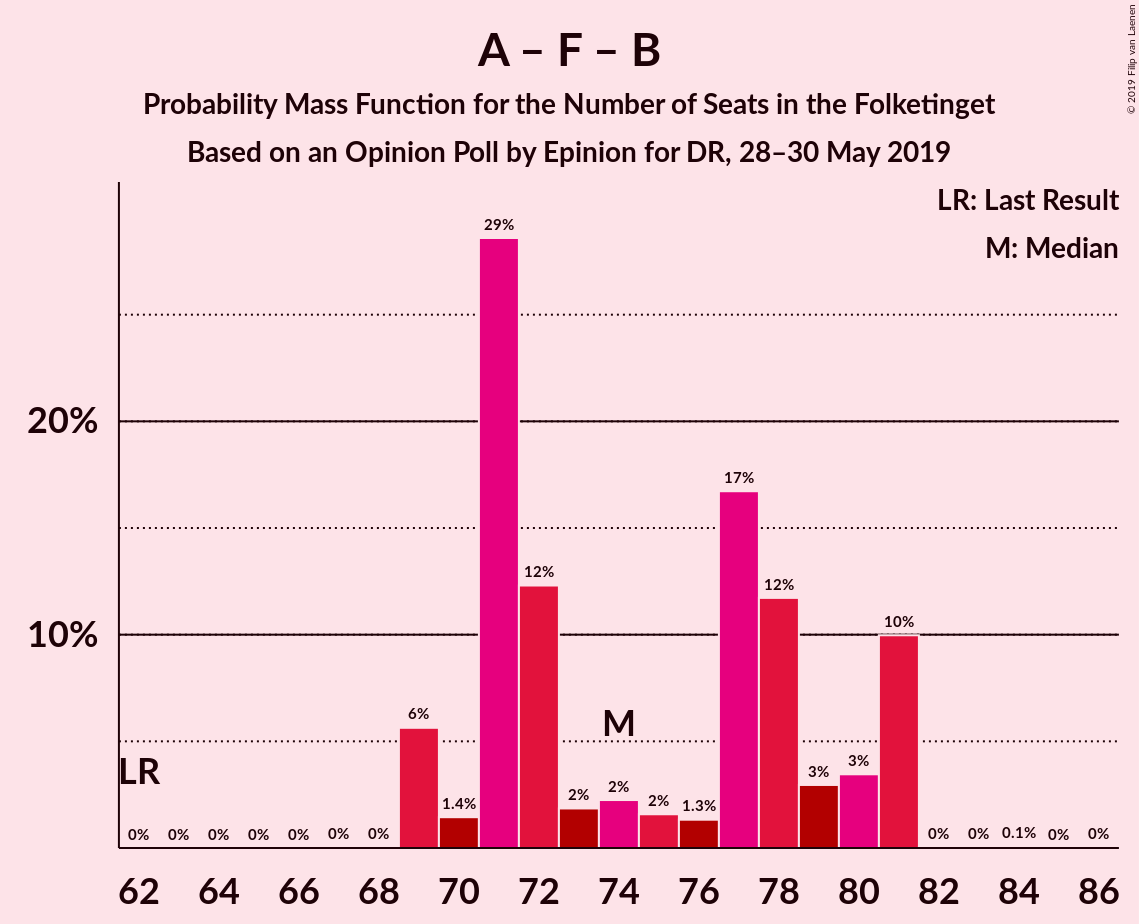 A – F – B
Probability Mass Function for the Number of Seats in the Folketinget
Based on an Opinion Poll by Epinion for DR, 28–30 May 2019
© 2019 Filip van Laenen
LR: Last Result
M: Median
20%
10%
LR
M
0% 0% 0% 0% 0% 0% 0% 6% 1.4% 29% 12% 2% 2% 2% 1.3% 17% 12% 3% 3% 10% 0% 0% 0.1% 0% 0%
62 64 66 68 70 72 74 76 78 80 82 84 86